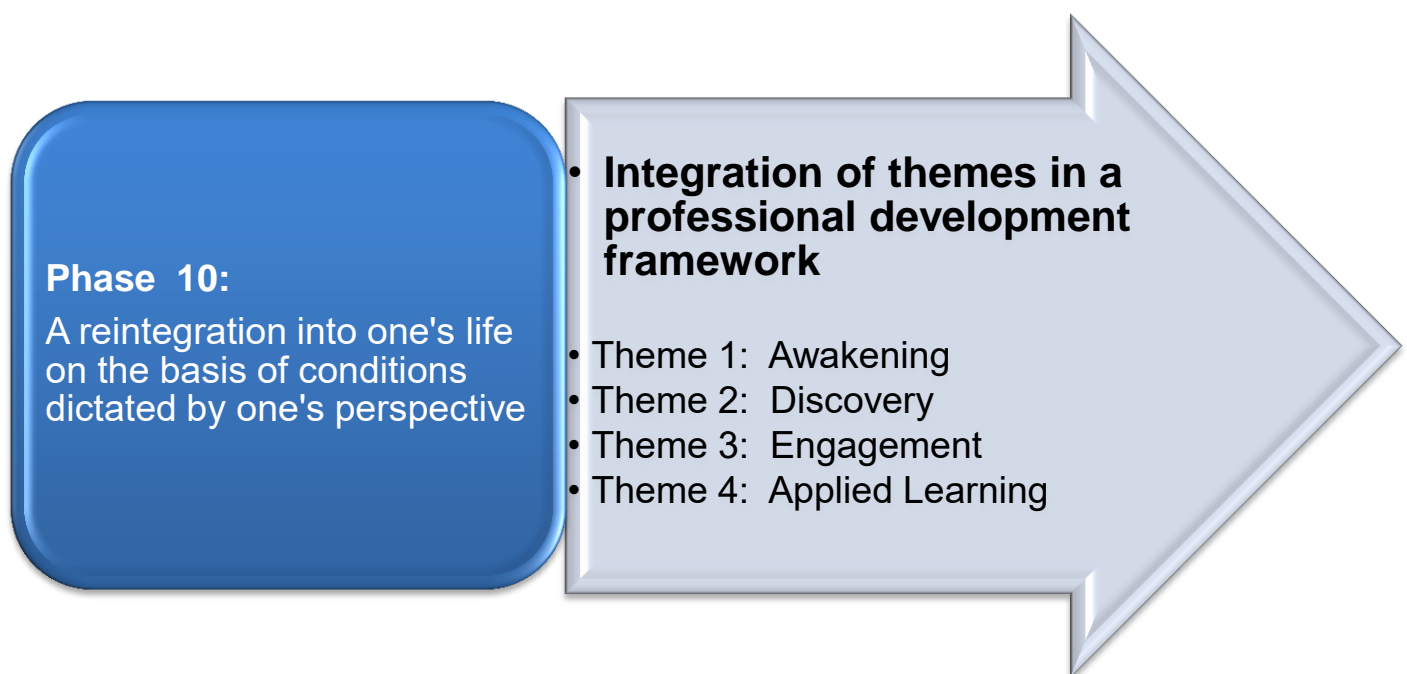 Phase  10:
A reintegration into one's life
on the basis of conditions
dictated by one's perspective
• Integration of themes in a
professional development
framework
• Theme 1:  Awakening
• Theme 2:  Discovery
• Theme 3:  Engagement
• Theme 4:  Applied Learning